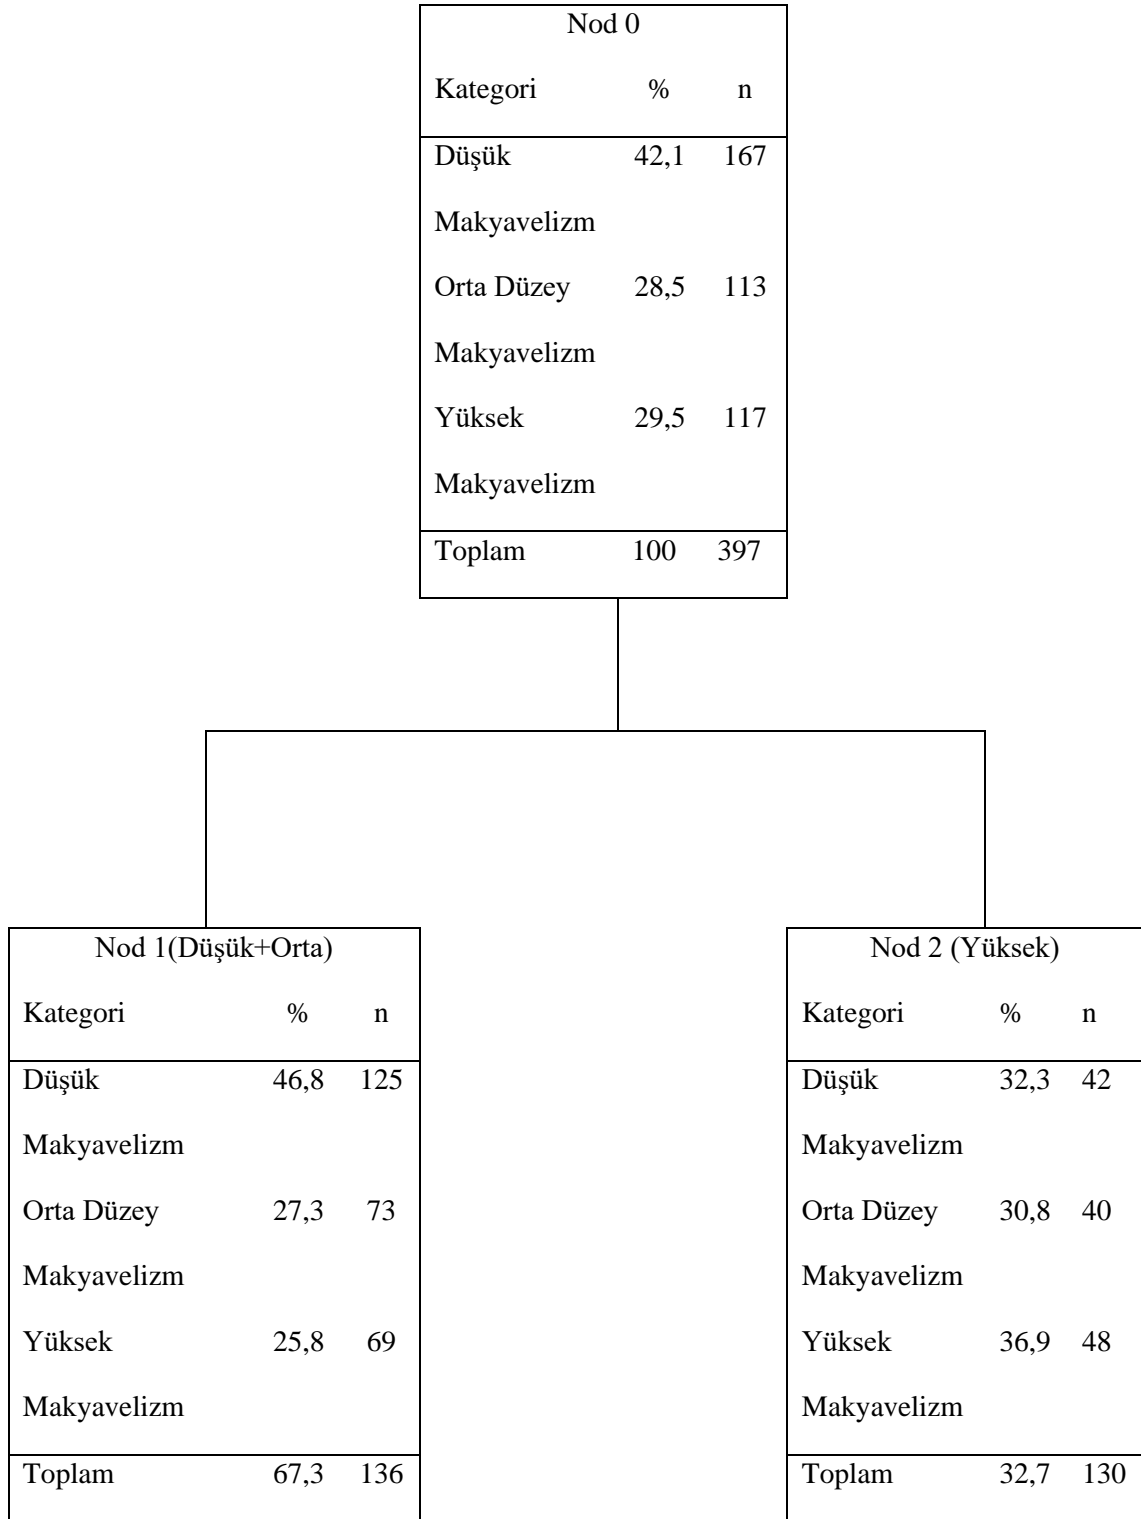 Nod 0
Kategori % n
Düşük 42,1 167
Makyavelizm
Orta Düzey 28,5 113
Makyavelizm
Yüksek 29,5 117
Makyavelizm
Toplam 100 397
Nod 1(Düşük+Orta)
Kategori % n
Düşük 46,8 125
Makyavelizm
Orta Düzey 27,3 73
Makyavelizm
Yüksek 25,8 69
Makyavelizm
Toplam 67,3 136
Nod 2 (Yüksek)
Kategori % n
Düşük 32,3 42
Makyavelizm
Orta Düzey 30,8 40
Makyavelizm
Yüksek 36,9 48
Makyavelizm
Toplam 32,7 130